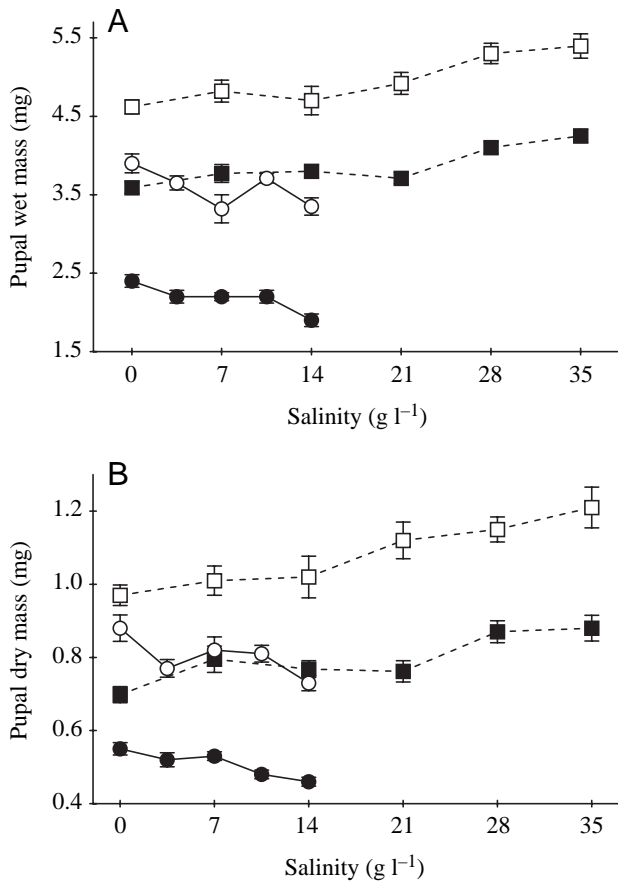 A
5.5
4.5
3.5
2.5
1.5
Pupal wet mass (mg)
0 7 14 21 28 35
Salinity (g l⁻¹)
B
1.2
1.0
0.8
0.6
0.4
Pupal dry mass (mg)
0 7 14 21 28 35
Salinity (g l⁻¹)